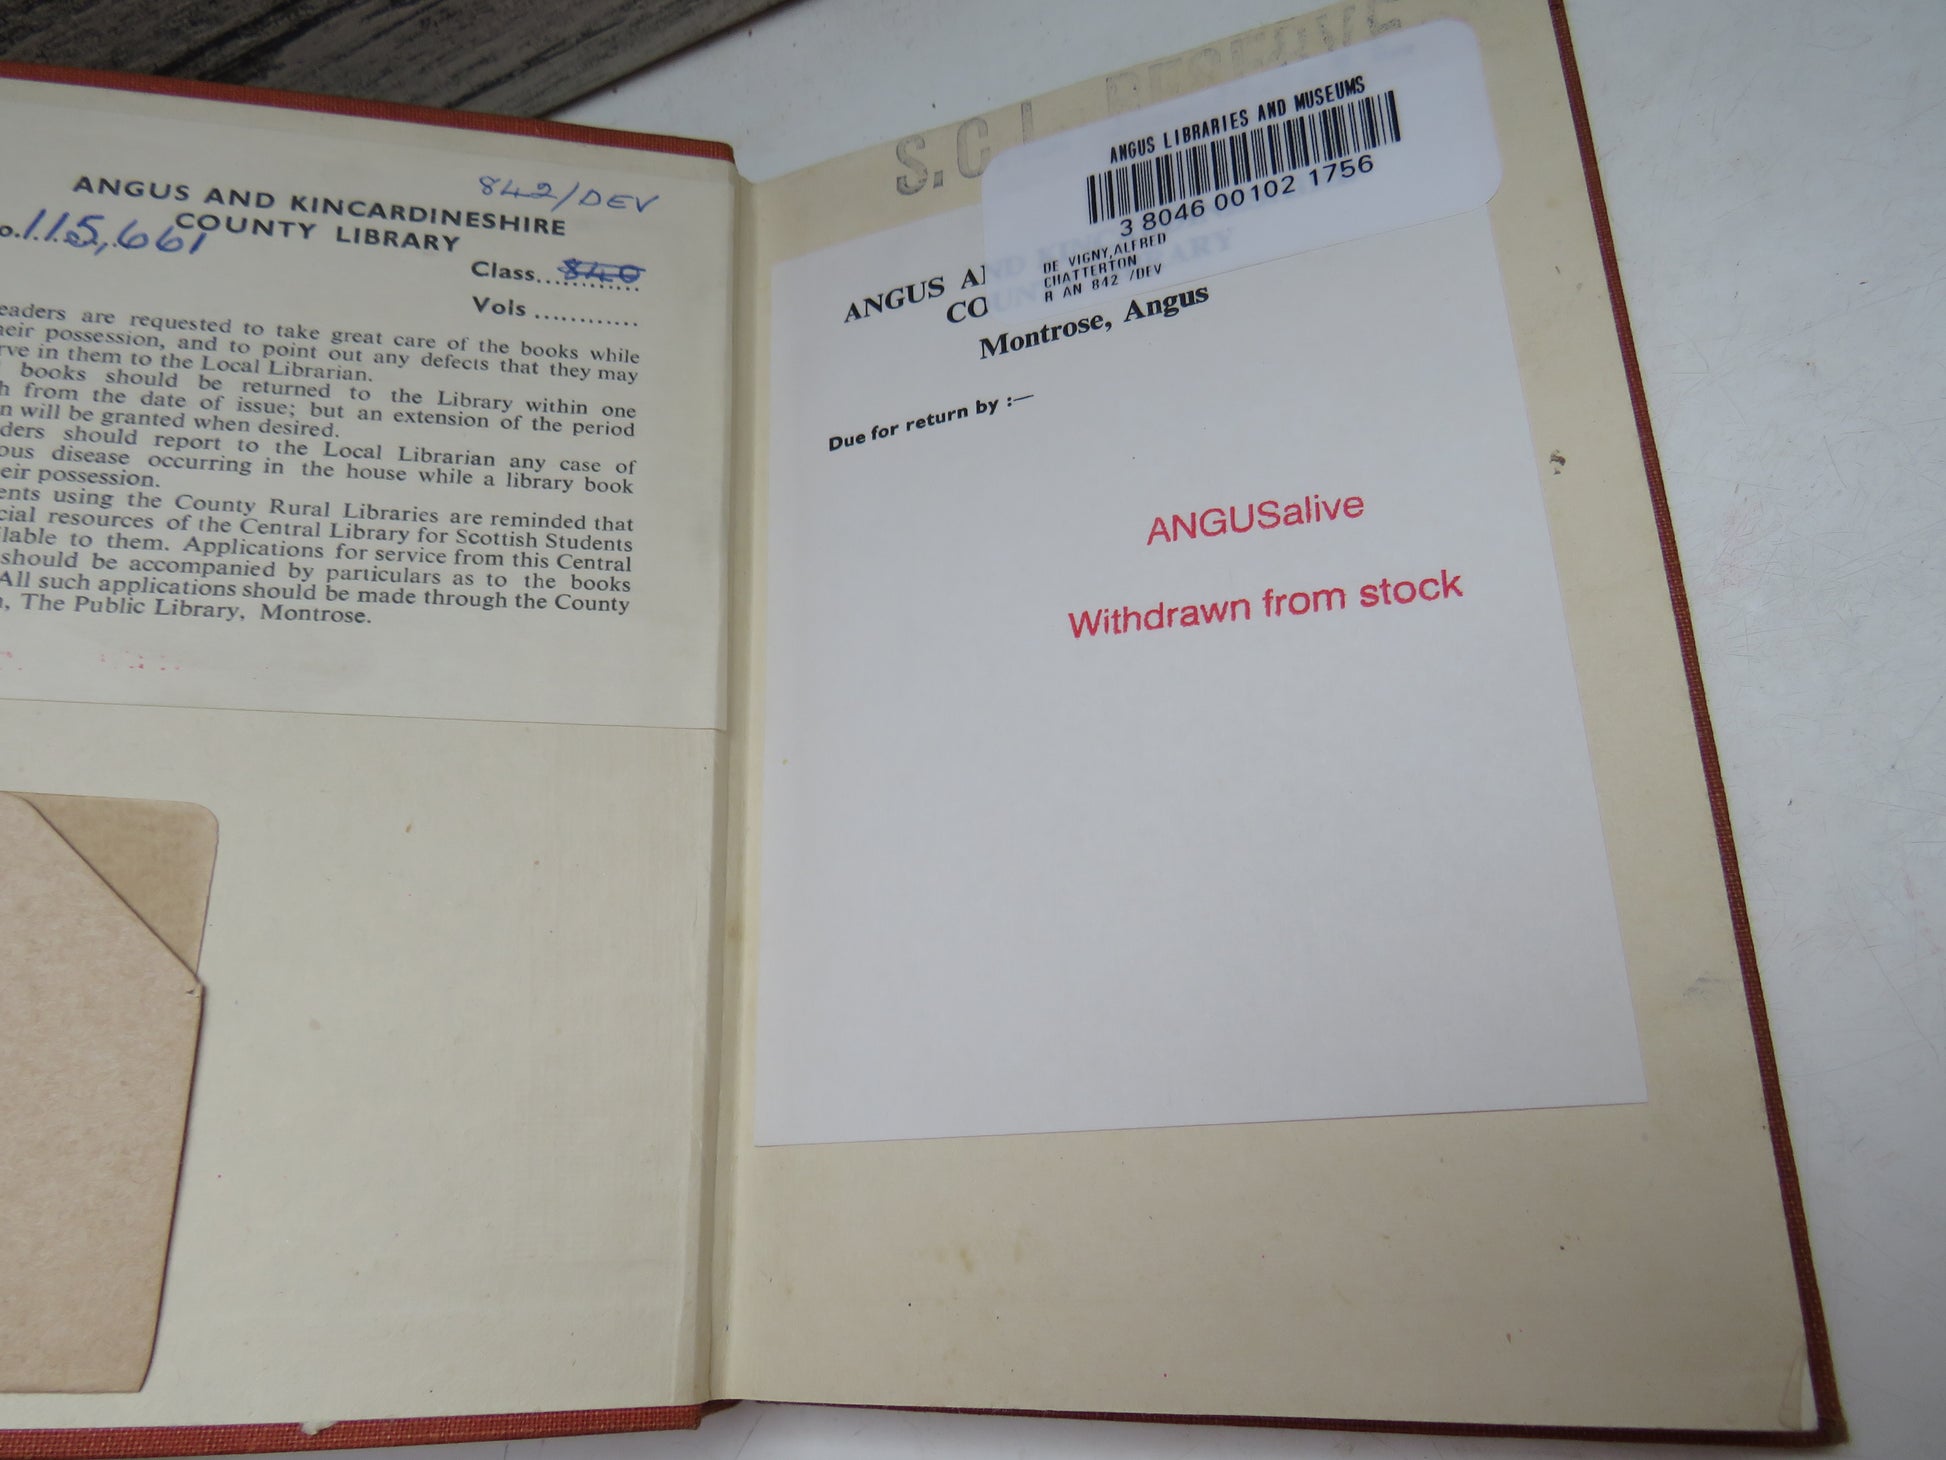 842/DEV
ANGUS AND KINCARDINESHIRE
COUNTY LIBRARY
o. 115,661
Class...840
Vols............
eaders are requested to take great care of the books while
heir possession, and to point out any defects that they may
rve in them to the Local Librarian.
books should be returned to the Library within one
h from the date of issue; but an extension of the period
n will be granted when desired.
ders should report to the Local Librarian any case of
ous disease occurring in the house while a library book
eir possession.
ents using the County Rural Libraries are reminded that
cial resources of the Central Library for Scottish Students
ilable to them. Applications for service from this Central
should be accompanied by particulars as to the books
All such applications should be made through the County
n, The Public Library, Montrose.
S.C.L. RESERVE
ANGUS LIBRARIES AND MUSEUMS
3 8046 00102 1756
DE VIGNY,ALFRED
CHATTERTON
R AN 842 /DEV
ANGUS AND KINC
COUN ARY
Montrose, Angus
Due for return by :—
ANGUSalive
Withdrawn from stock